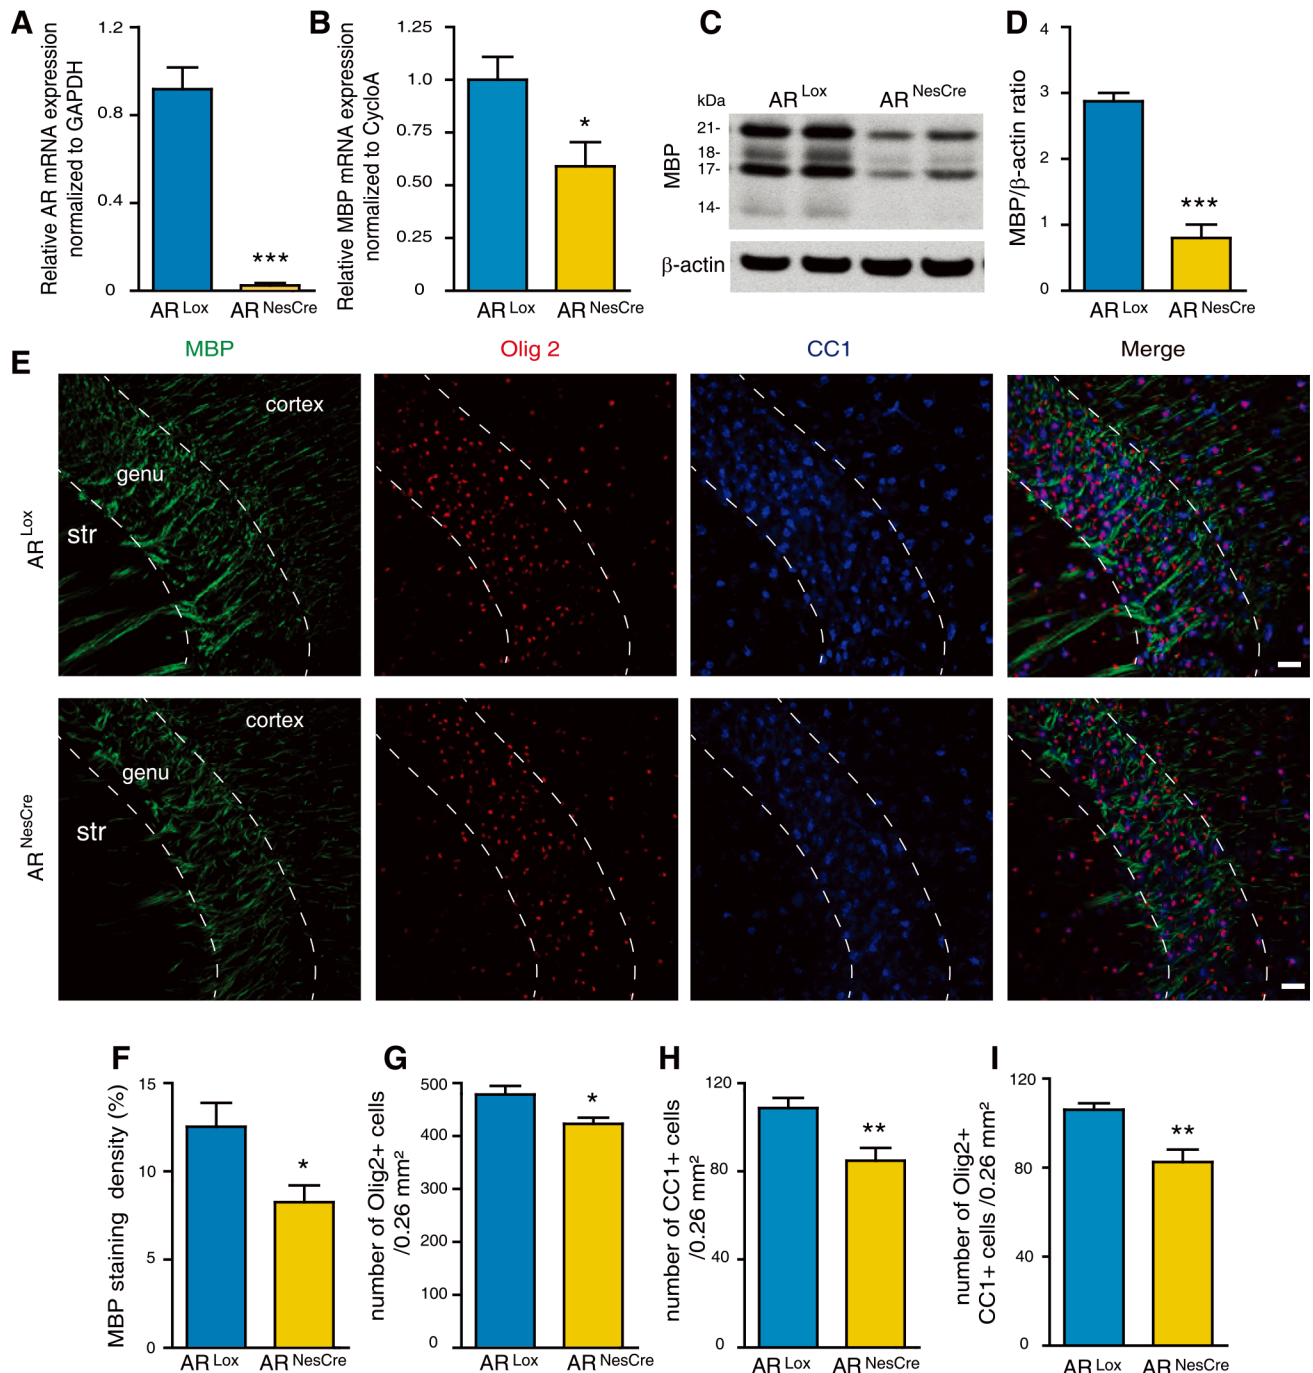 A
Relative AR mRNA expression
normalized to GAPDH
1.2
0.8
0.4
0
***
AR Lox
AR NesCre
B
Relative MBP mRNA expression
normalized to CycloA
1.25
1.0
0.75
0.50
0.25
0
*
AR Lox
AR NesCre
C
kDa
AR Lox
AR NesCre
MBP
21-
18-
17-
14-
β-actin
D
MBP/β-actin ratio
4
3
2
1
0
***
AR Lox
AR NesCre
E
MBP
Olig 2
CC1
Merge
AR Lox
cortex
genu
str
AR NesCre
cortex
genu
str
F
MBP staining density (%)
15
10
5
0
*
AR Lox
AR NesCre
G
number of Olig2+ cells
/0.26 mm²
500
400
300
200
100
0
*
AR Lox
AR NesCre
H
number of CC1+ cells
/0.26 mm²
120
80
40
0
**
AR Lox
AR NesCre
I
number of Olig2+
CC1+ cells /0.26 mm²
120
80
40
0
**
AR Lox
AR NesCre